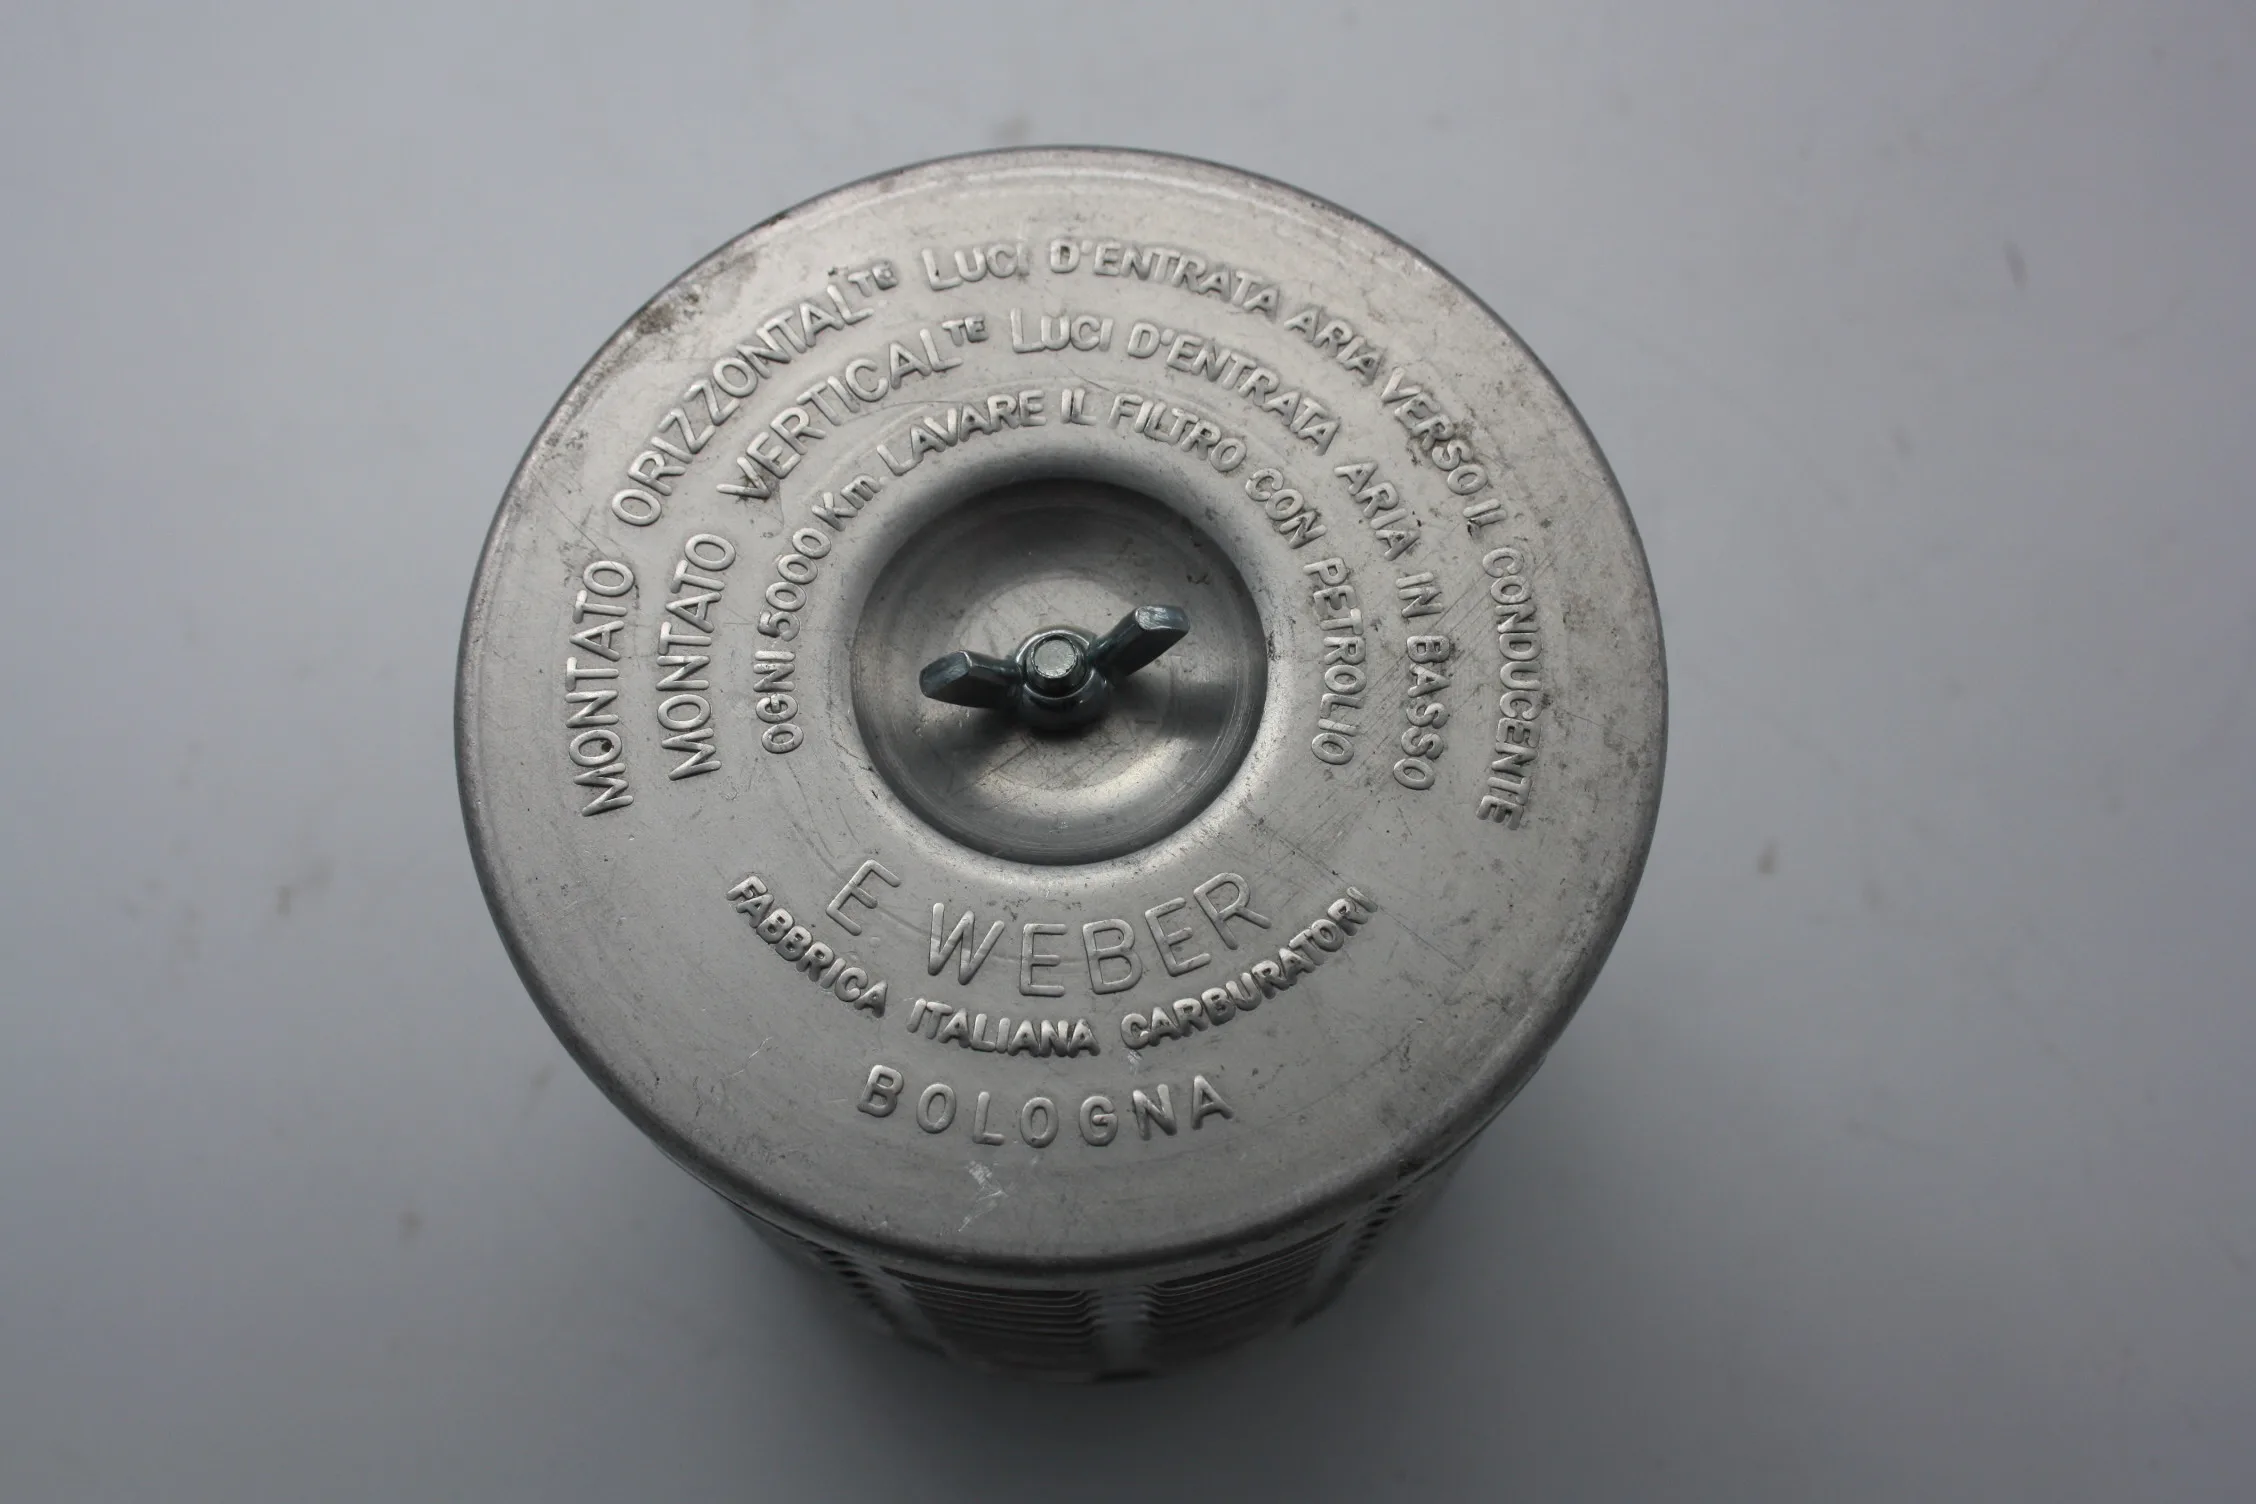 MONTATO ORIZZONTALTE LUCI D'ENTRATA ARIA VERSO IL CONDUCENTE
MONTATO VERTICALTE LUCI D'ENTRATA ARIA IN BASSO
OGNI 5000 Km. LAVARE IL FILTRO CON PETROLIO
E. WEBER
FABBRICA ITALIANA CARBURATORI
BOLOGNA